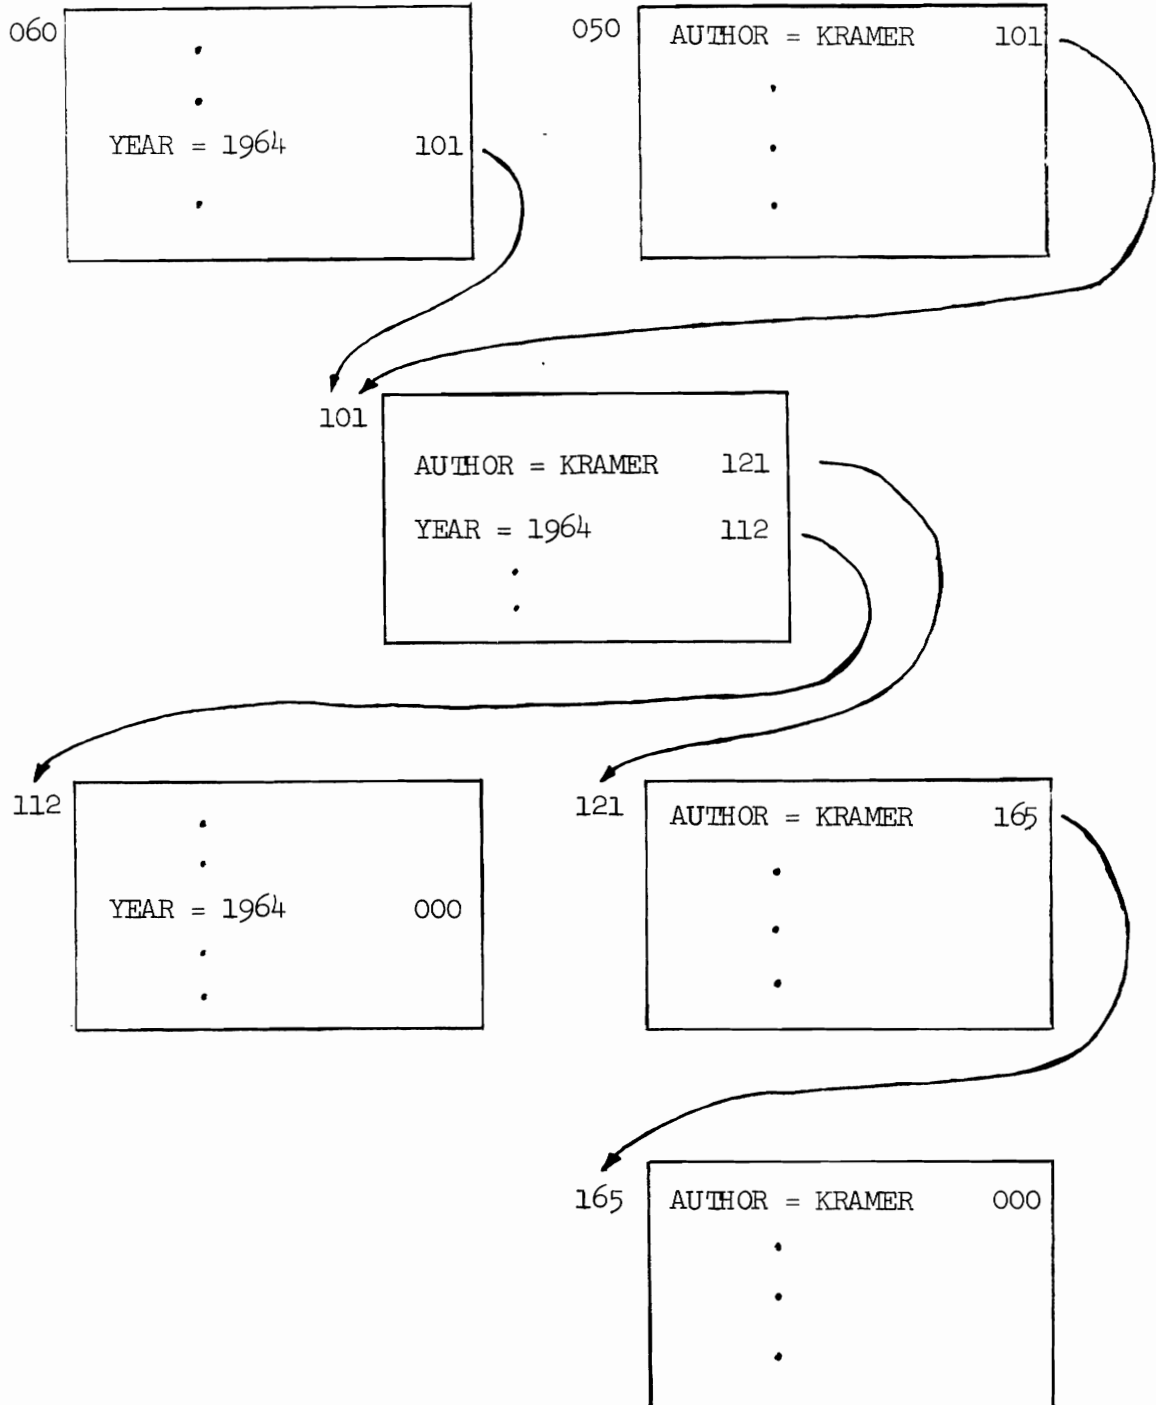 060
YEAR = 1964 101
050
AUTHOR = KRAMER 101
101
AUTHOR = KRAMER 121
YEAR = 1964 112
112
YEAR = 1964 000
121
AUTHOR = KRAMER 165
165
AUTHOR = KRAMER 000